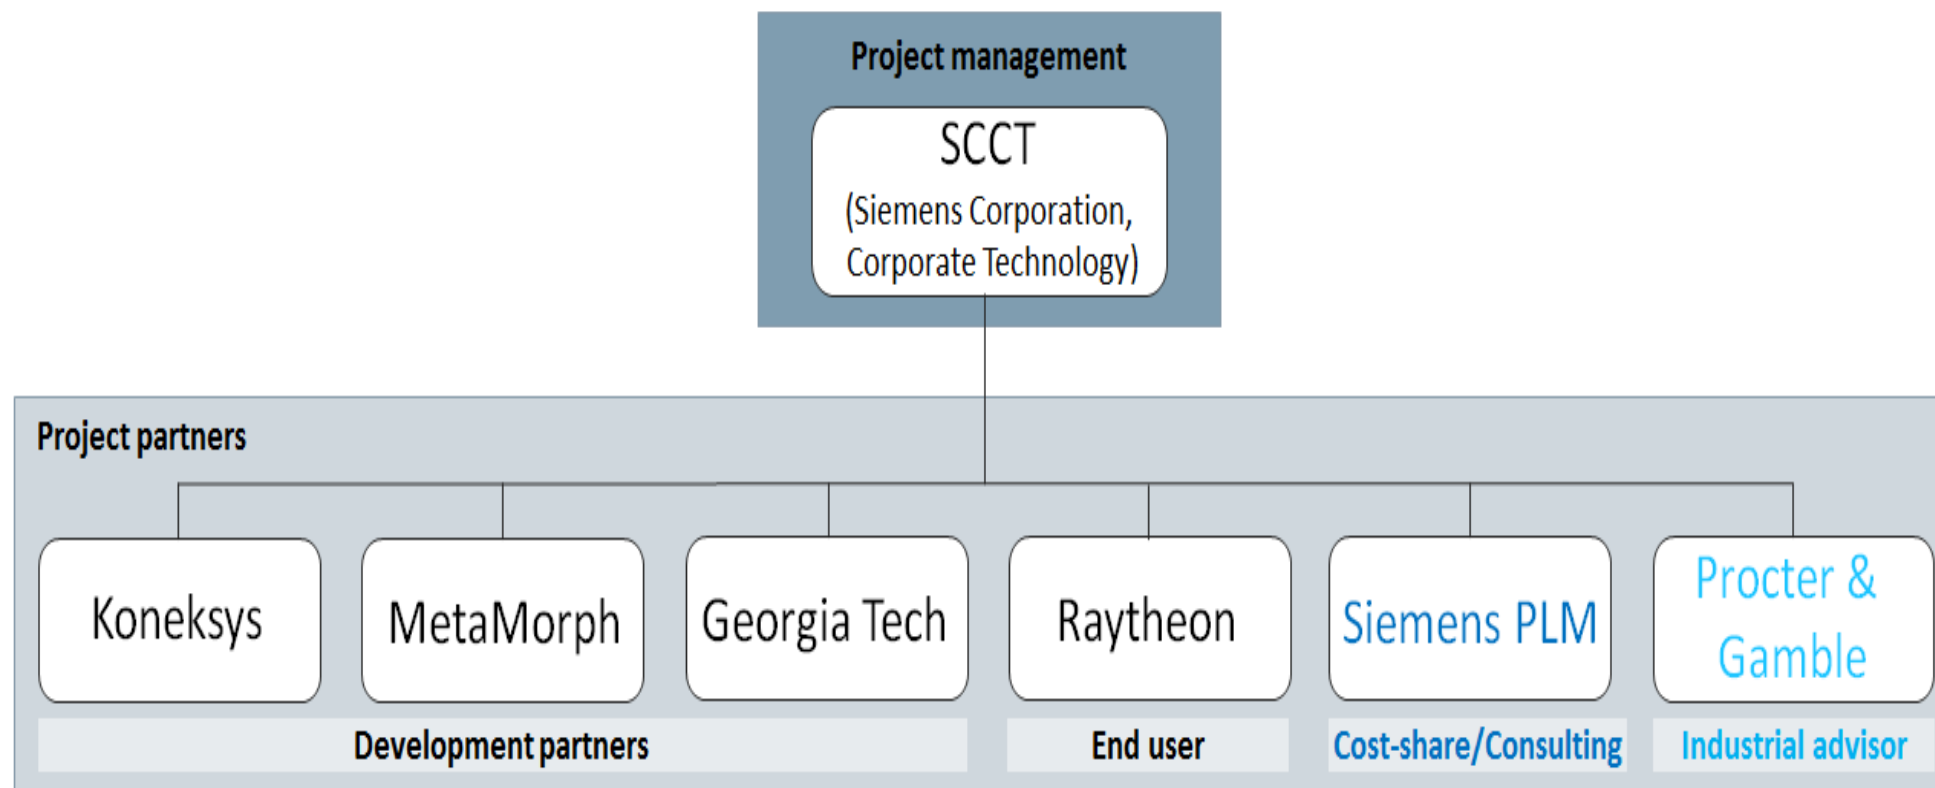 Project management
SCCT
(Siemens Corporation,
Corporate Technology)
Project partners
Koneksys
MetaMorph
Georgia Tech
Raytheon
Siemens PLM
Procter &
Gamble
Development partners
End user
Cost-share/Consulting
Industrial advisor